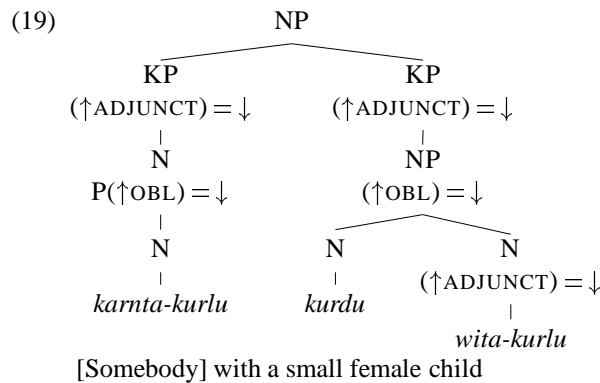 (19) NP
KP KP
(↑ADJUNCT) = ↓ (↑ADJUNCT) = ↓
N NP
P(↑OBL) = ↓ (↑OBL) = ↓
N N N
karnta-kurlu kurdu (↑ADJUNCT) = ↓
wita-kurlu
[Somebody] with a small female child